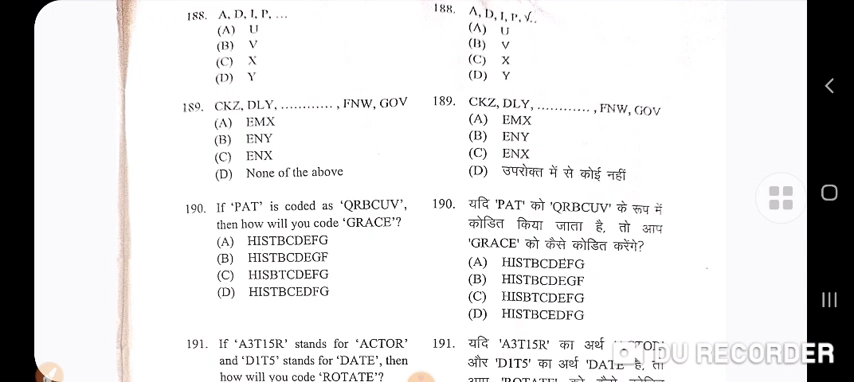 188. A, D, I, P, ...
(A) U
(B) V
(C) X
(D) Y
189. CKZ, DLY, ............ , FNW, GOV
(A) EMX
(B) ENY
(C) ENX
(D) None of the above
190. If ‘PAT’ is coded as ‘QRBCUV’,
then how will you code ‘GRACE’?
(A) HISTBCDEFG
(B) HISTBCDEGF
(C) HISBTCDEFG
(D) HISTBCEDFG
191. If ‘A3T15R’ stands for ‘ACTOR’
and ‘D1T5’ stands for ‘DATE’, then
how will you code ‘ROTATE’?
188. A, D, I, P, ..
(A) U
(B) V
(C) X
(D) Y
189. CKZ, DLY, ............ , FNW, GOV
(A) EMX
(B) ENY
(C) ENX
(D) उपरोक्त में से कोई नहीं
190. यदि 'PAT' को 'QRBCUV' के रूप में
कोडित किया जाता है, तो आप
'GRACE' को कैसे कोडित करेंगे?
(A) HISTBCDEFG
(B) HISTBCDEGF
(C) HISBTCDEFG
(D) HISTBCEDFG
191. यदि 'A3T15R' का अर्थ
और 'D1T5' का अर्थ 'DATE' है, तो
'ROTATE' को कैसे कोडित
DU RECORDER